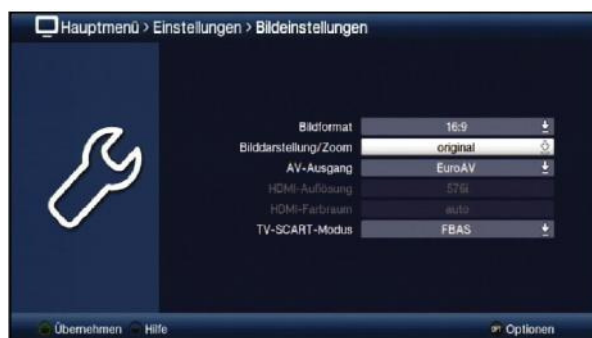 Hauptmenü > Einstellungen > Bildeinstellungen
Bildformat 16:9
Bilddarstellung/Zoom original
AV-Ausgang EuroAV
HDMI-Auflösung 576i
HDMI-Farbraum auto
TV-SCART-Modus FBAS
Übernehmen Hilfe Optionen